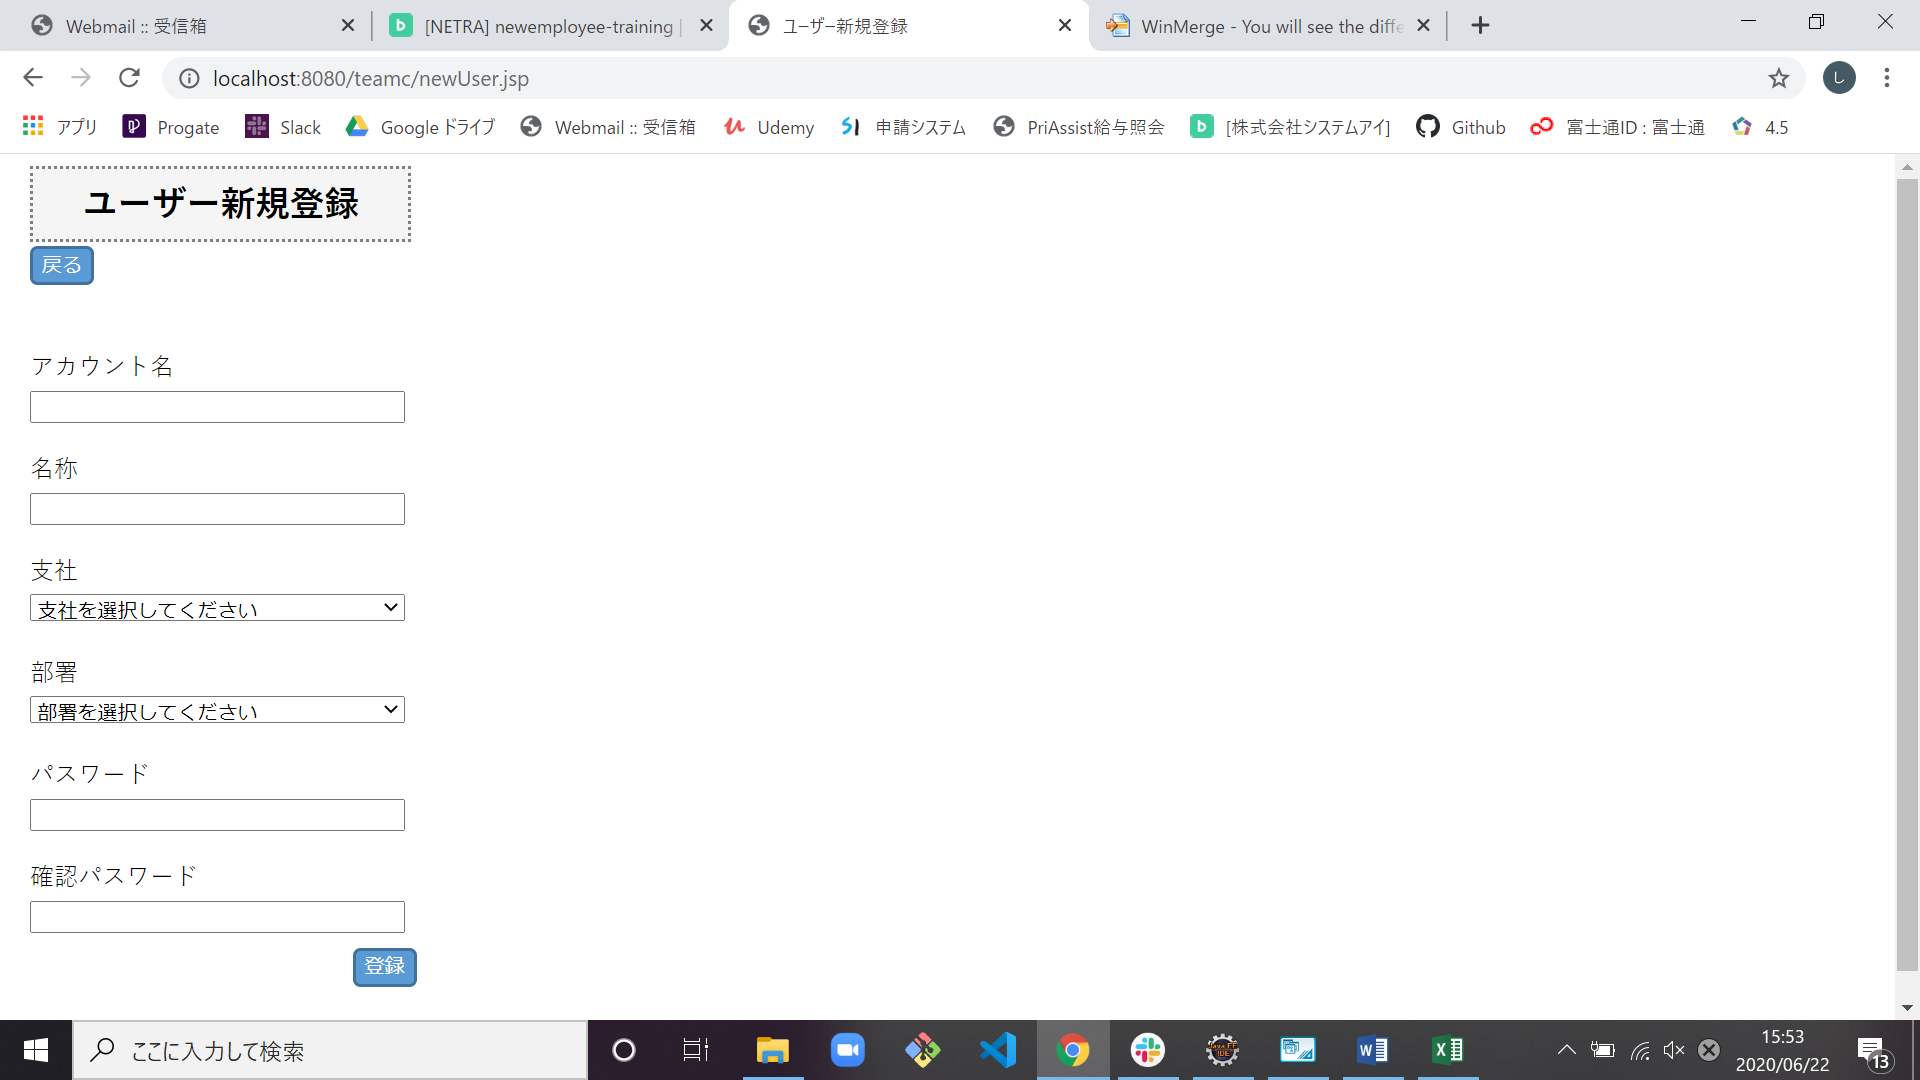 Webmail :: 受信箱
[NETRA] newemployee-training |
ユーザー新規登録
WinMerge - You will see the diffe
localhost:8080/teamc/newUser.jsp
し
アプリ
Progate
Slack
Google ドライブ
Webmail :: 受信箱
Udemy
申請システム
PriAssist給与照会
[株式会社システムアイ]
Github
富士通ID : 富士通
4.5
ユーザー新規登録
戻る
アカウント名
名称
支社
支社を選択してください
部署
部署を選択してください
パスワード
確認パスワード
登録
ここに入力して検索
15:53
2020/06/22
13